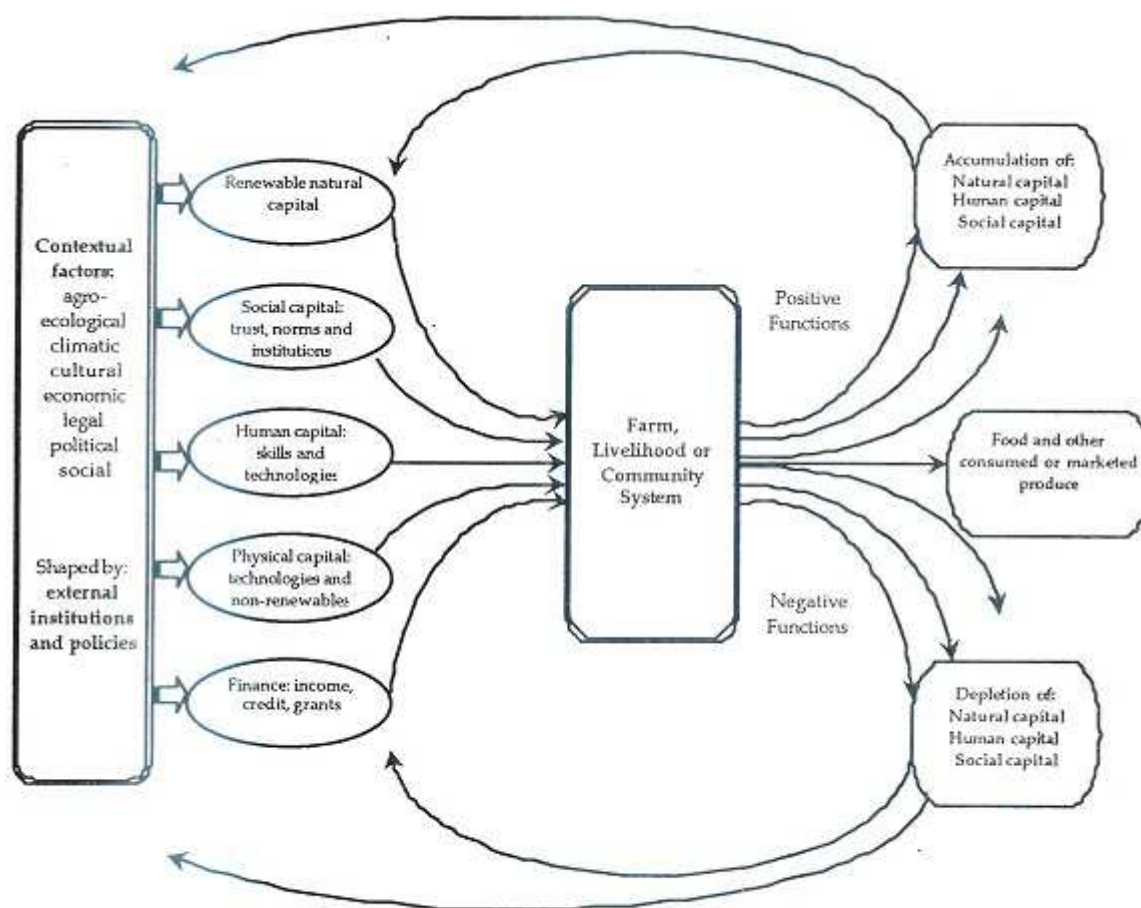 Contextual
factors:
agro-
ecological
climatic
cultural
economic
legal
political
social
Shaped by:
external
institutions
and policies
Renewable natural
capital
Social capital:
trust, norms and
institutions
Human capital:
skills and
technologies
Physical capital:
technologies and
non-renewables
Finance: income,
credit, grants
Farm,
Livelihood or
Community
System
Positive
Functions
Negative
Functions
Accumulation of:
Natural capital
Human capital
Social capital
Food and other
consumed or marketed
produce
Depletion of:
Natural capital
Human capital
Social capital